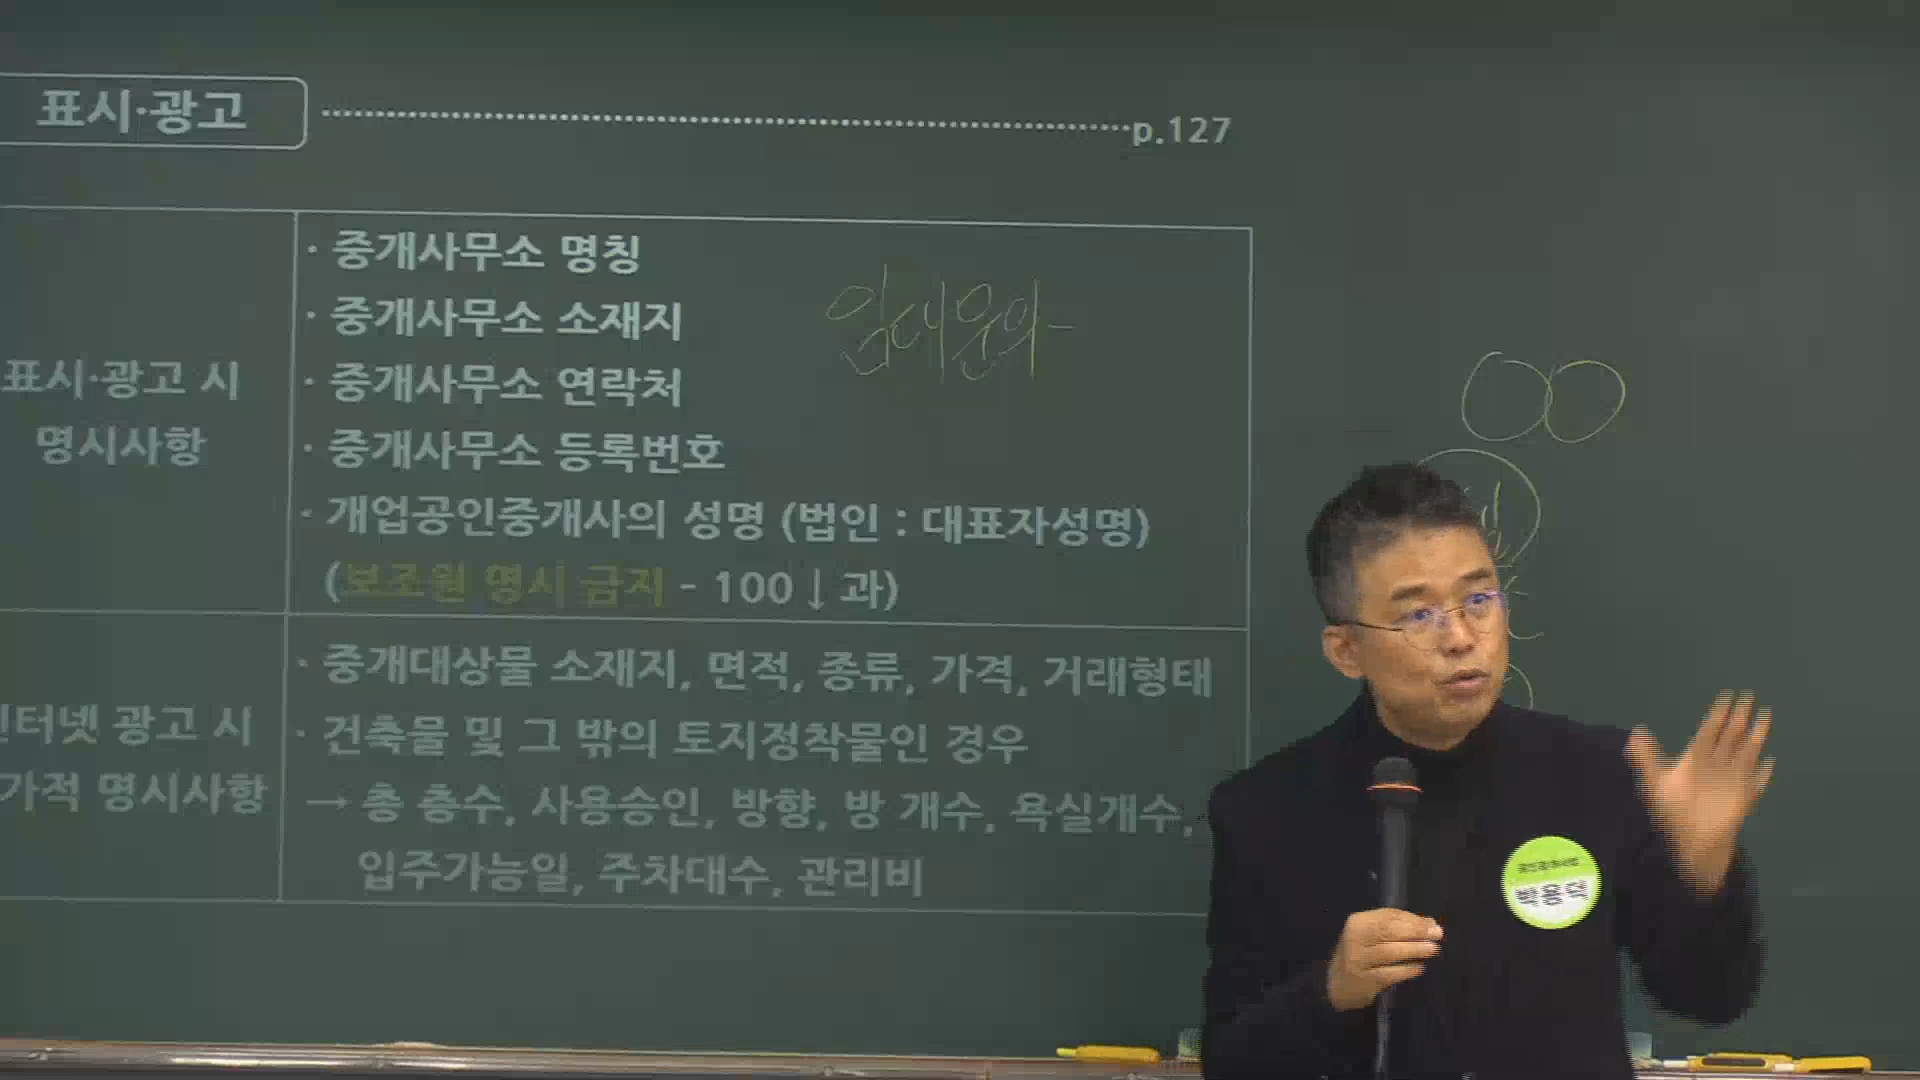 표시·광고
p.127
표시·광고 시
명시사항
· 중개사무소 명칭
· 중개사무소 소재지
· 중개사무소 연락처
· 중개사무소 등록번호
· 개업공인중개사의 성명 (법인 : 대표자성명)
(보조원 명시 금지 - 100↓과)
임대문의
터넷 광고 시
가적 명시사항
· 중개대상물 소재지, 면적, 종류, 가격, 거래형태
· 건축물 및 그 밖의 토지정착물인 경우
→ 총 층수, 사용승인, 방향, 방 개수, 욕실개수,
입주가능일, 주차대수, 관리비
박용덕